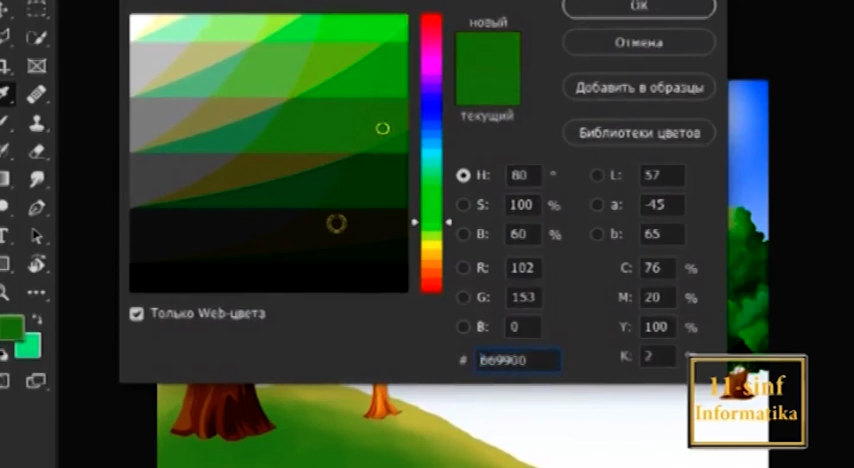 ОК
новый
Отмена
Добавить в образцы
текущий
Библиотеки цветов
H: 80 °
L: 57
S: 100 %
a: -45
B: 60 %
b: 65
R: 102
C: 76 %
G: 153
M: 20 %
B: 0
Y: 100 %
# 669900
K: 2 %
Только Web-цвета
11-sinf
Informatika